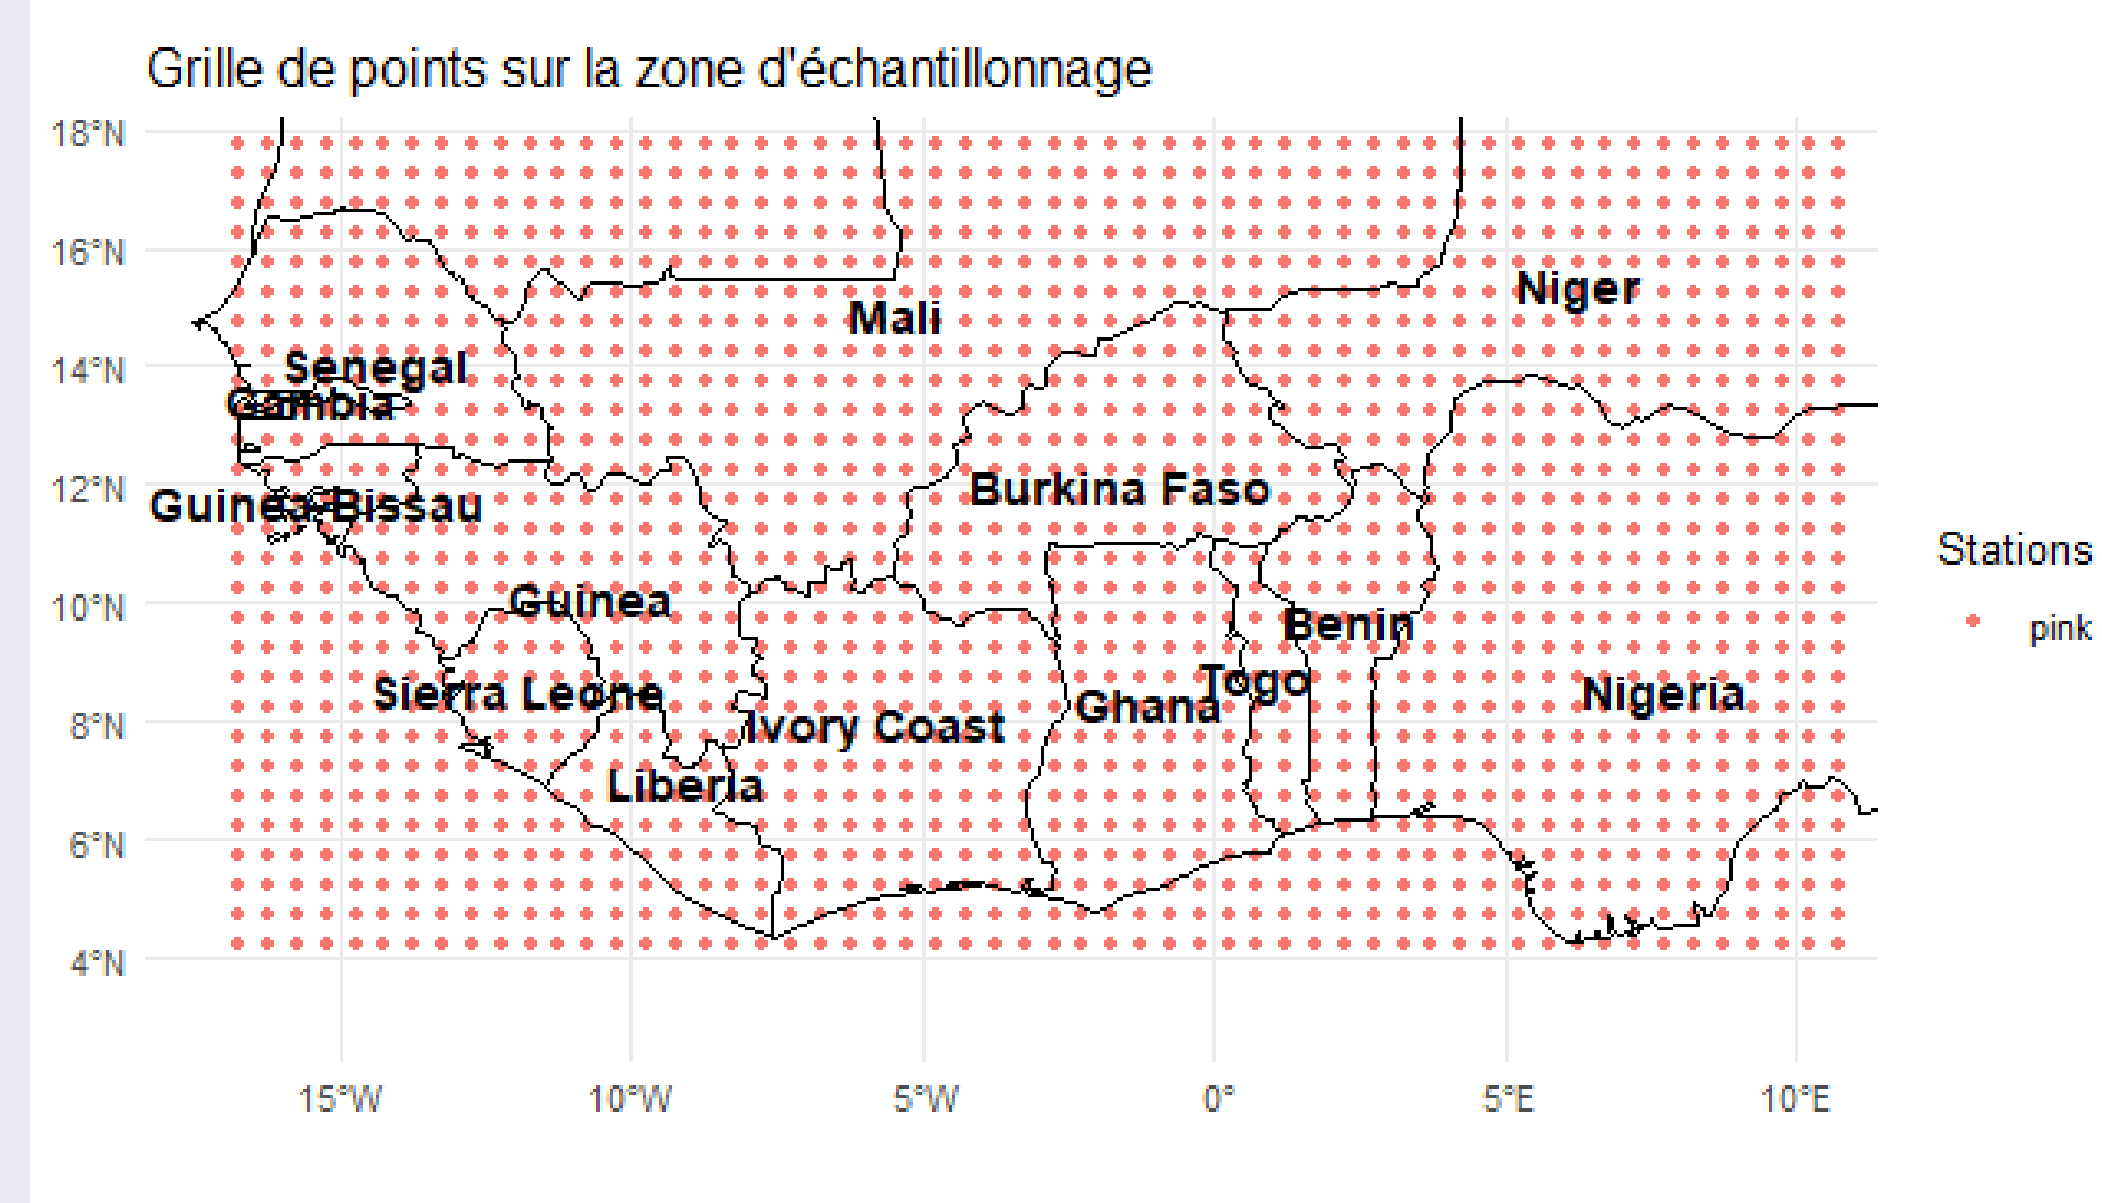 Grille de points sur la zone d'échantillonnage
18°N
16°N
14°N
12°N
10°N
8°N
6°N
4°N
Niger
Mali
Senegal
Gambia
Burkina Faso
Guinea-Bissau
Guinea
Benin
Togo
Sierra Leone
Nigeria
Ghana
Ivory Coast
Liberia
15°W
10°W
5°W
0°
5°E
10°E
Stations
pink